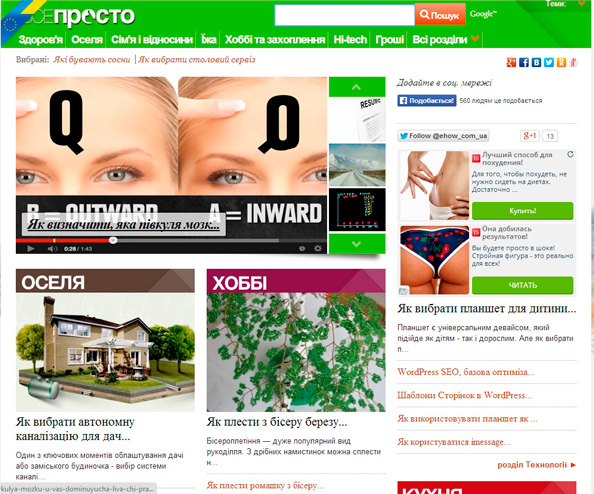 ВСЕПРОСТО
Теми:
Пошук
Google™
Здоров'я Оселя Сім'я і відносини Їжа Хоббі та захоплення Hi-tech Гроші Всі розділи
Вибрані: Які бувають сосни | Як вибрати столовий сервіз
Q Q
B = OUTWARD A = INWARD
Як визначити, яка півкуля мозк...
0:28 / 1:43
RESUME
Додайте в соц. мережі
Подобається! 560 людям це подобається
Follow @ehow_com_ua
+1 13
Лучший способ для похудения!
Для того, чтобы похудеть, не
нужно сидеть на диетах.
Достаточно ...
Купить!
Она добилась
результатов!
Вы будете просто в шоке!
Стройная фигура - это реально
для всех!
ЧИТАТЬ
ОСЕЛЯ
Як вибрати автономну
каналізацію для дач...
Один з ключових моментів облаштування дачі
або заміського будиночка - вибір системи
каналі...
ХОББІ
Як плести з бісеру березу...
Бісероплетіння — дуже популярний вид
рукоділля. З дрібних намистинок можна сплести
н...
Як плести ромашку з бісеру...
Як вибрати планшет для дитини...
Планшет є універсальним девайсом, який
підійде як дітям - так і дорослим. Але як вибрати
п...
WordPress SEO, базова оптиміза...
Шаблони Сторінок в WordPress...
Як використовувати планшет як ...
Як користуватися imessage...
розділ Технології ►
КУХНЯ
rkulya-mozku-u-vas-dominuyucha-liva-chi-pra...